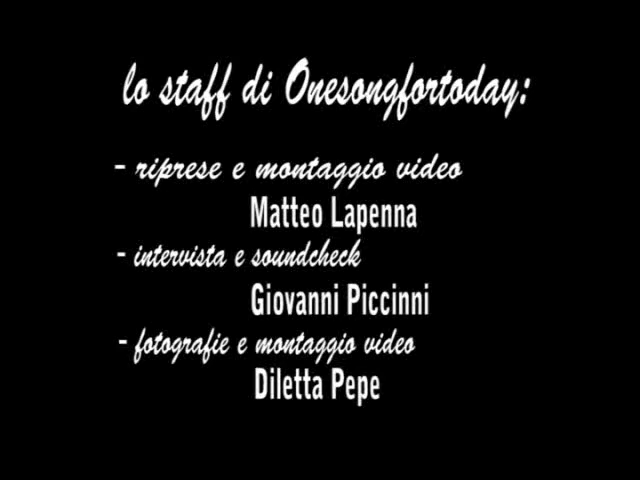 lo staff di Onesongfortoday:
- riprese e montaggio video
Matteo Lapenna
- intervista e soundcheck
Giovanni Piccinni
- fotografie e montaggio video
Diletta Pepe